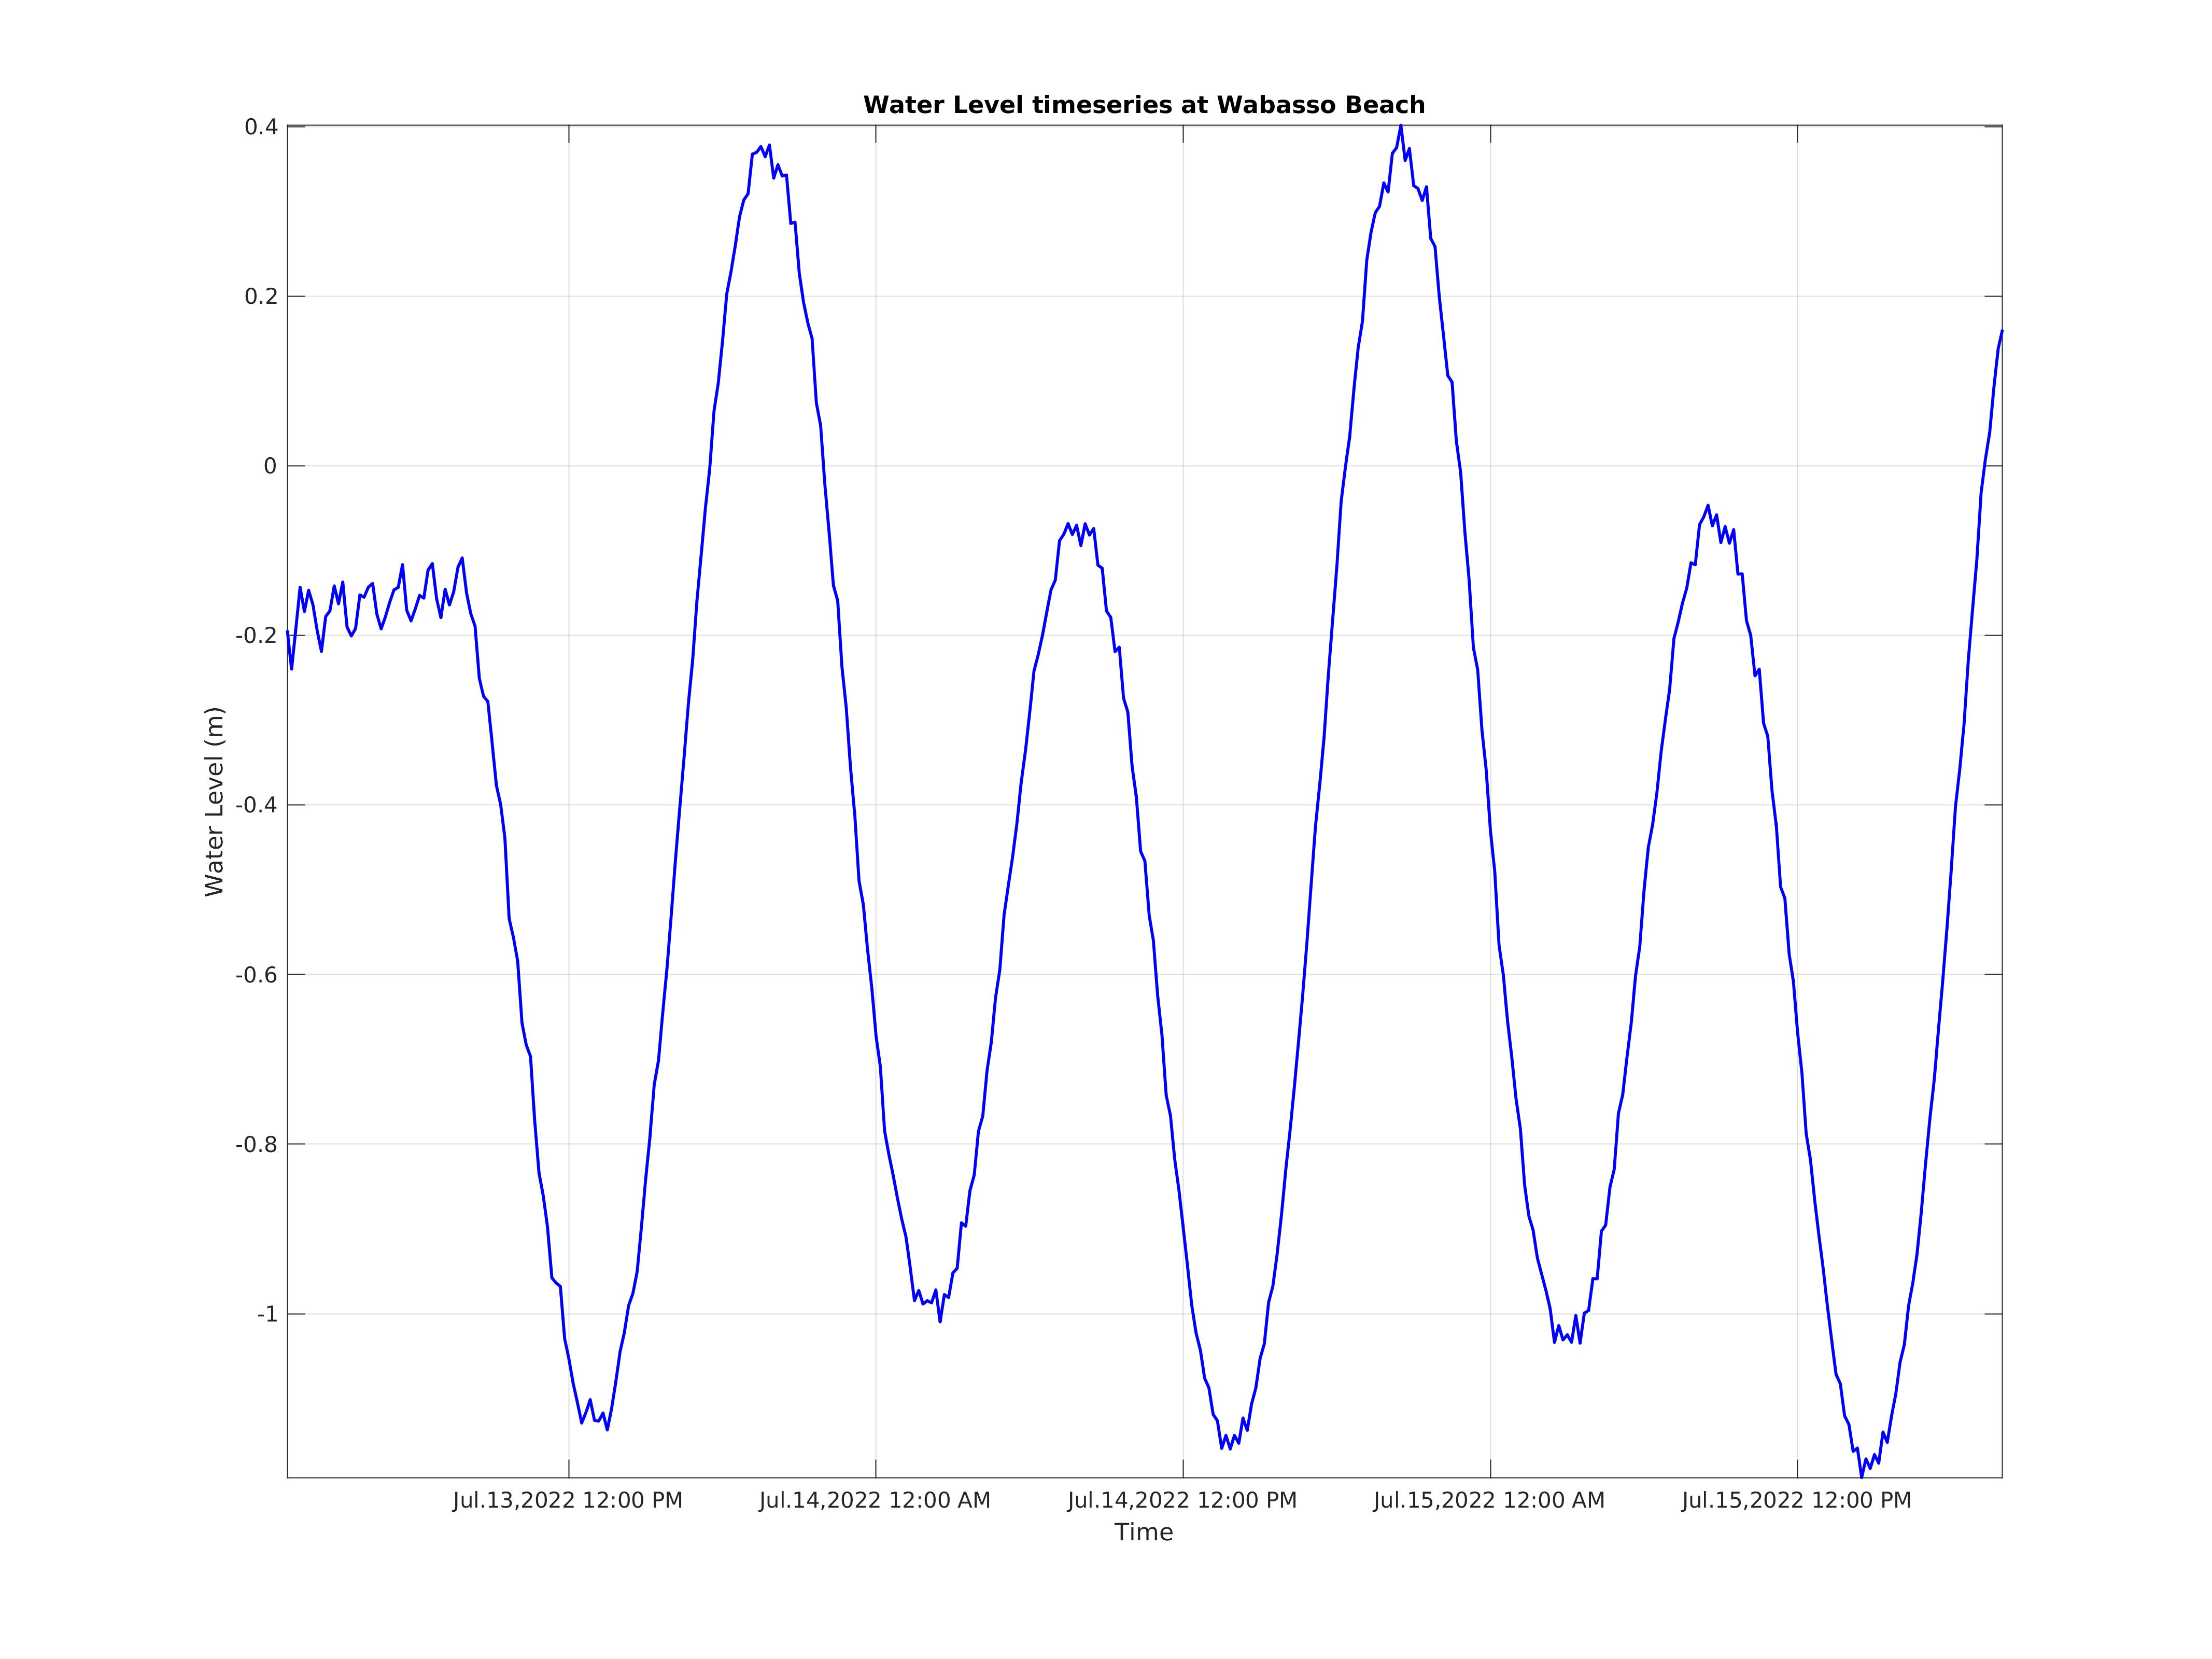 Water Level timeseries at Wabasso Beach
0.4
0.2
0
-0.2
-0.4
-0.6
-0.8
-1
Water Level (m)
Jul.13,2022 12:00 PM
Jul.14,2022 12:00 AM
Jul.14,2022 12:00 PM
Jul.15,2022 12:00 AM
Jul.15,2022 12:00 PM
Time